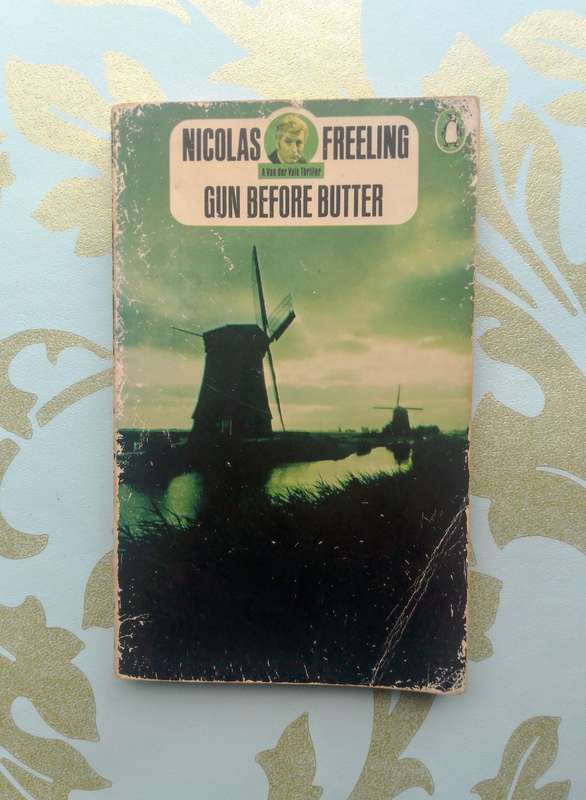 NICOLAS FREELING
A Van der Valk Thriller
GUN BEFORE BUTTER